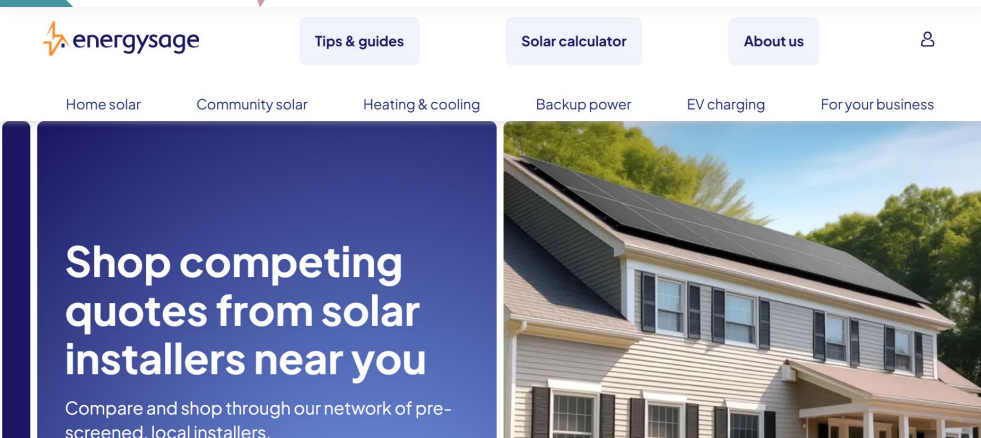 energysage
Tips & guides
Solar calculator
About us
Home solar
Community solar
Heating & cooling
Backup power
EV charging
For your business
Shop competing
quotes from solar
installers near you
Compare and shop through our network of pre-
screened, local installers.